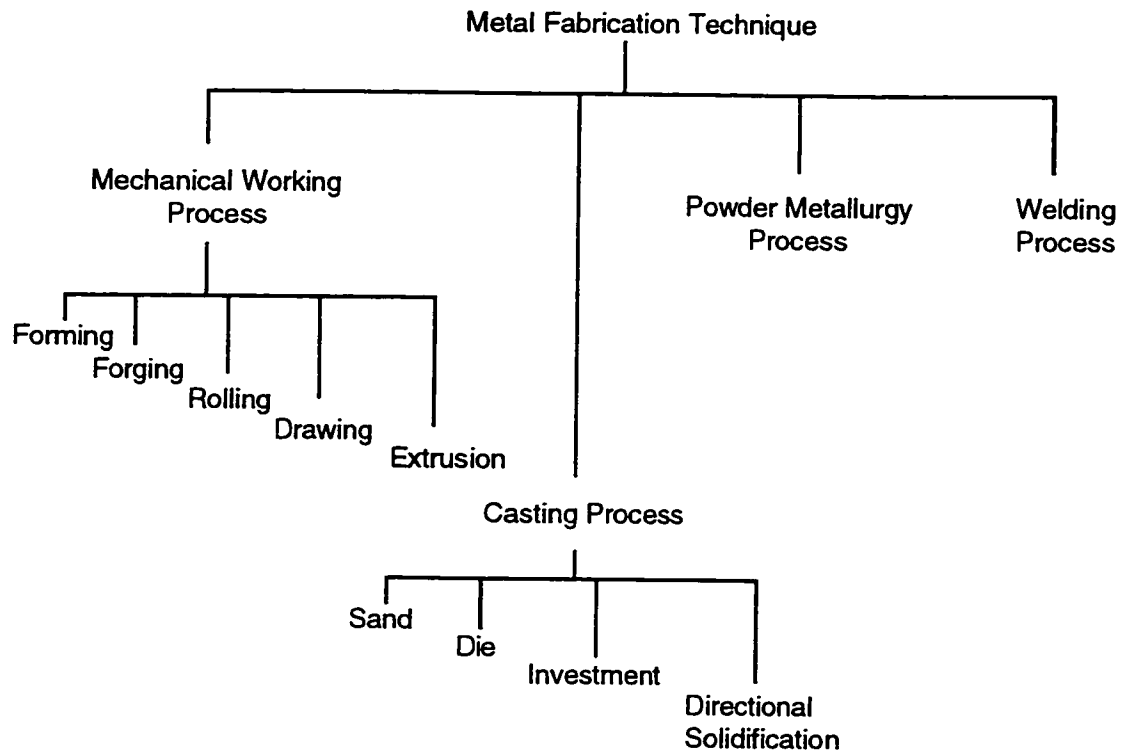 Metal Fabrication Technique
Mechanical Working
Process
Powder Metallurgy
Process
Welding
Process
Forming
Forging
Rolling
Drawing
Extrusion
Casting Process
Sand
Die
Investment
Directional
Solidification